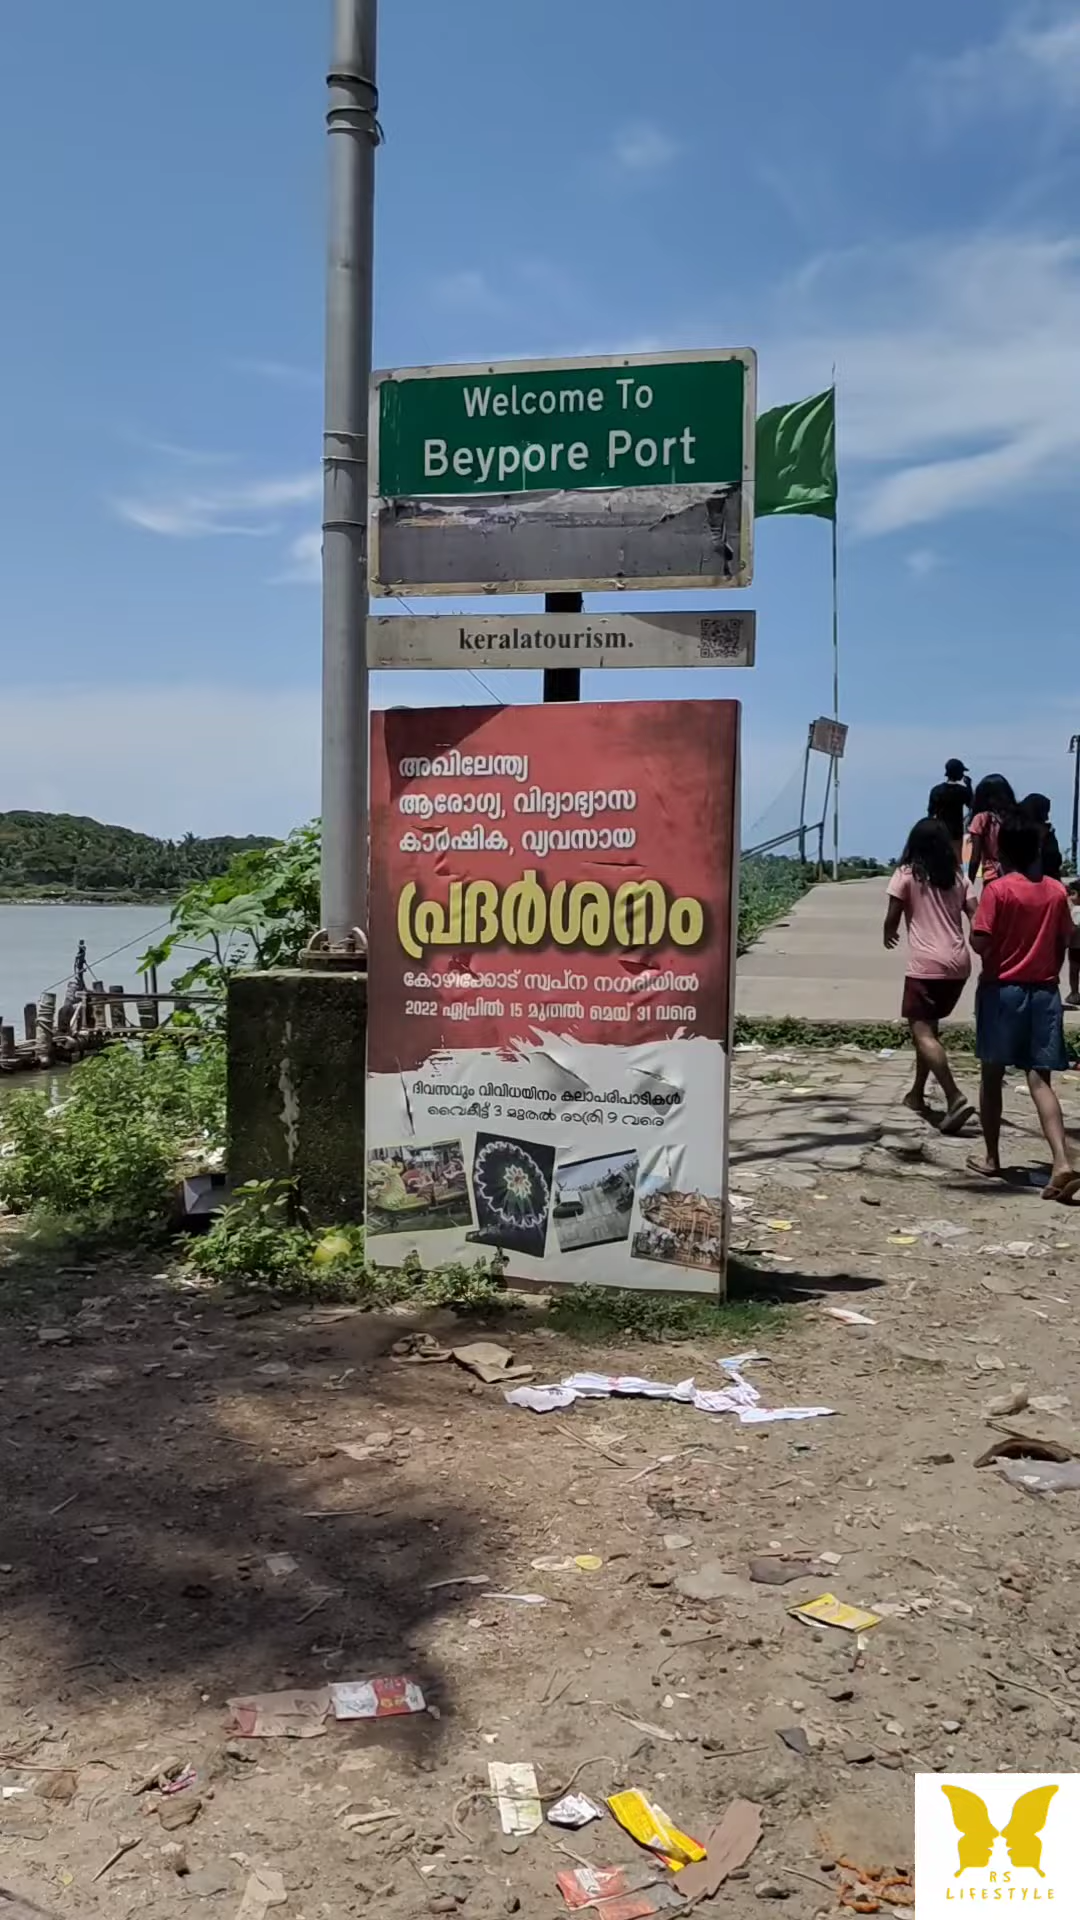 Welcome To
Beypore Port
keralatourism.
അഖിലേന്ത്യ
ആരോഗ്യ, വിദ്യാഭ്യാസ
കാർഷിക, വ്യവസായ
പ്രദർശനം
കോഴിക്കോട് സ്വപ്ന നഗരിയിൽ
2022 ഏപ്രിൽ 15 മുതൽ മെയ് 31 വരെ
ദിവസവും വിവിധയിനം കലാപരിപാടികൾ
വൈകീട്ട് 3 മുതൽ രാത്രി 9 വരെ
RS
LIFESTYLE